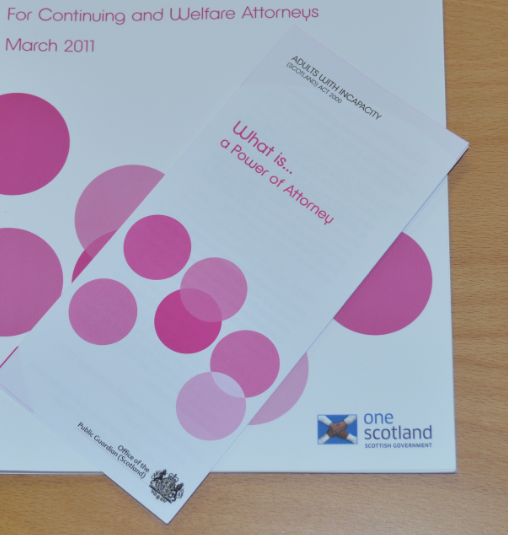 For Continuing and Welfare Attorneys
March 2011
ADULTS WITH INCAPACITY
(SCOTLAND) ACT 2000
What is...
a Power of Attorney
Office of the
Public Guardian (Scotland)
one
scotland
SCOTTISH GOVERNMENT